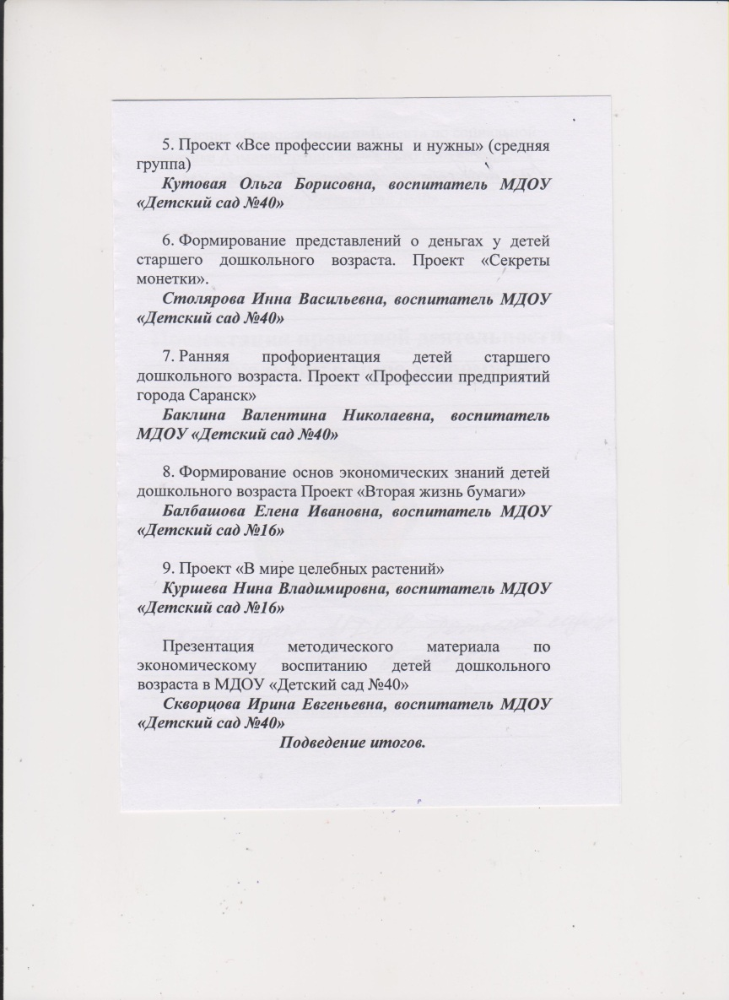 5. Проект «Все профессии важны и нужны» (средняя
группа)
Кутовая Ольга Борисовна, воспитатель МДОУ
«Детский сад №40»
6. Формирование представлений о деньгах у детей
старшего дошкольного возраста. Проект «Секреты
монетки».
Столярова Инна Васильевна, воспитатель МДОУ
«Детский сад №40»
7. Ранняя профориентация детей старшего
дошкольного возраста. Проект «Профессии предприятий
города Саранск»
Баклина Валентина Николаевна, воспитатель
МДОУ «Детский сад №40»
8. Формирование основ экономических знаний детей
дошкольного возраста Проект «Вторая жизнь бумаги»
Балбашова Елена Ивановна, воспитатель МДОУ
«Детский сад №16»
9. Проект «В мире целебных растений»
Куршева Нина Владимировна, воспитатель МДОУ
«Детский сад №16»
Презентация методического материала по
экономическому воспитанию детей дошкольного
возраста в МДОУ «Детский сад №40»
Скворцова Ирина Евгеньевна, воспитатель МДОУ
«Детский сад №40»
Подведение итогов.